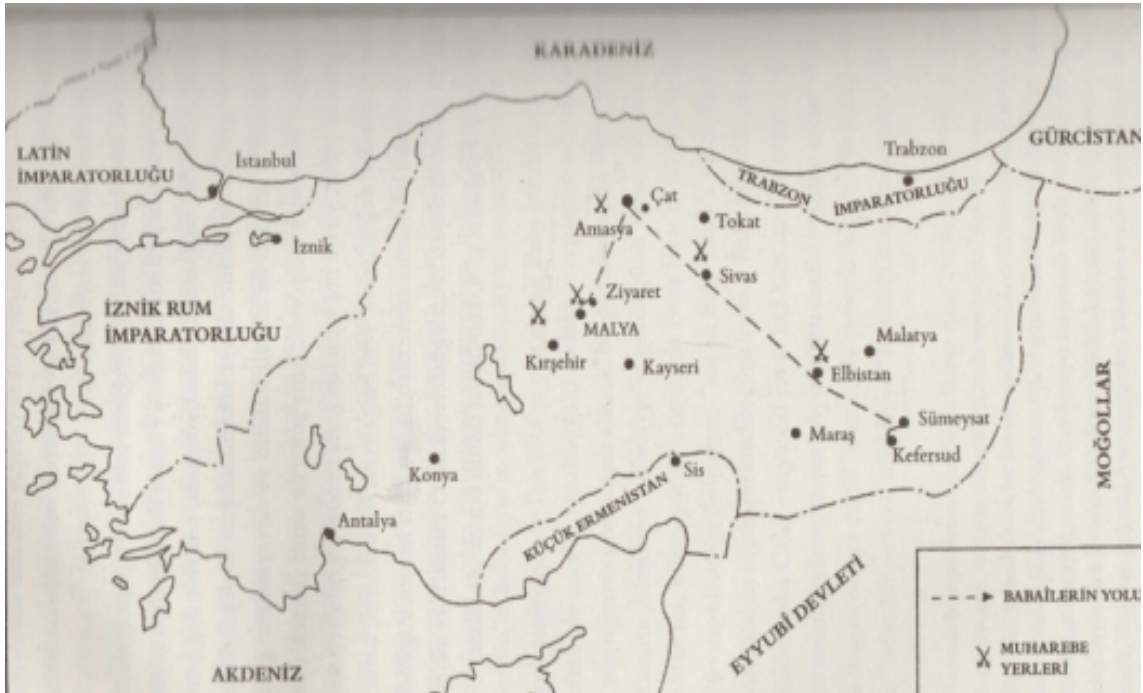 KARADENİZ
LATİN
İMPARATORLUĞU
İstanbul
Trabzon
GÜRCİSTAN
TRABZON İMPARATORLUĞU
Çat
Amasya
Tokat
İznik
Sivas
Ziyaret
MALYA
İZNİK RUM
İMPARATORLUĞU
Kırşehir
Kayseri
Malatya
Elbistan
Sümeysat
Kefersud
Maraş
MOĞOLLAR
Konya
Sis
KÜÇÜK ERMENİSTAN
Antalya
EYYUBİ DEVLETİ
AKDENİZ
BABAİLERİN YOLU
MUHAREBE
YERLERİ